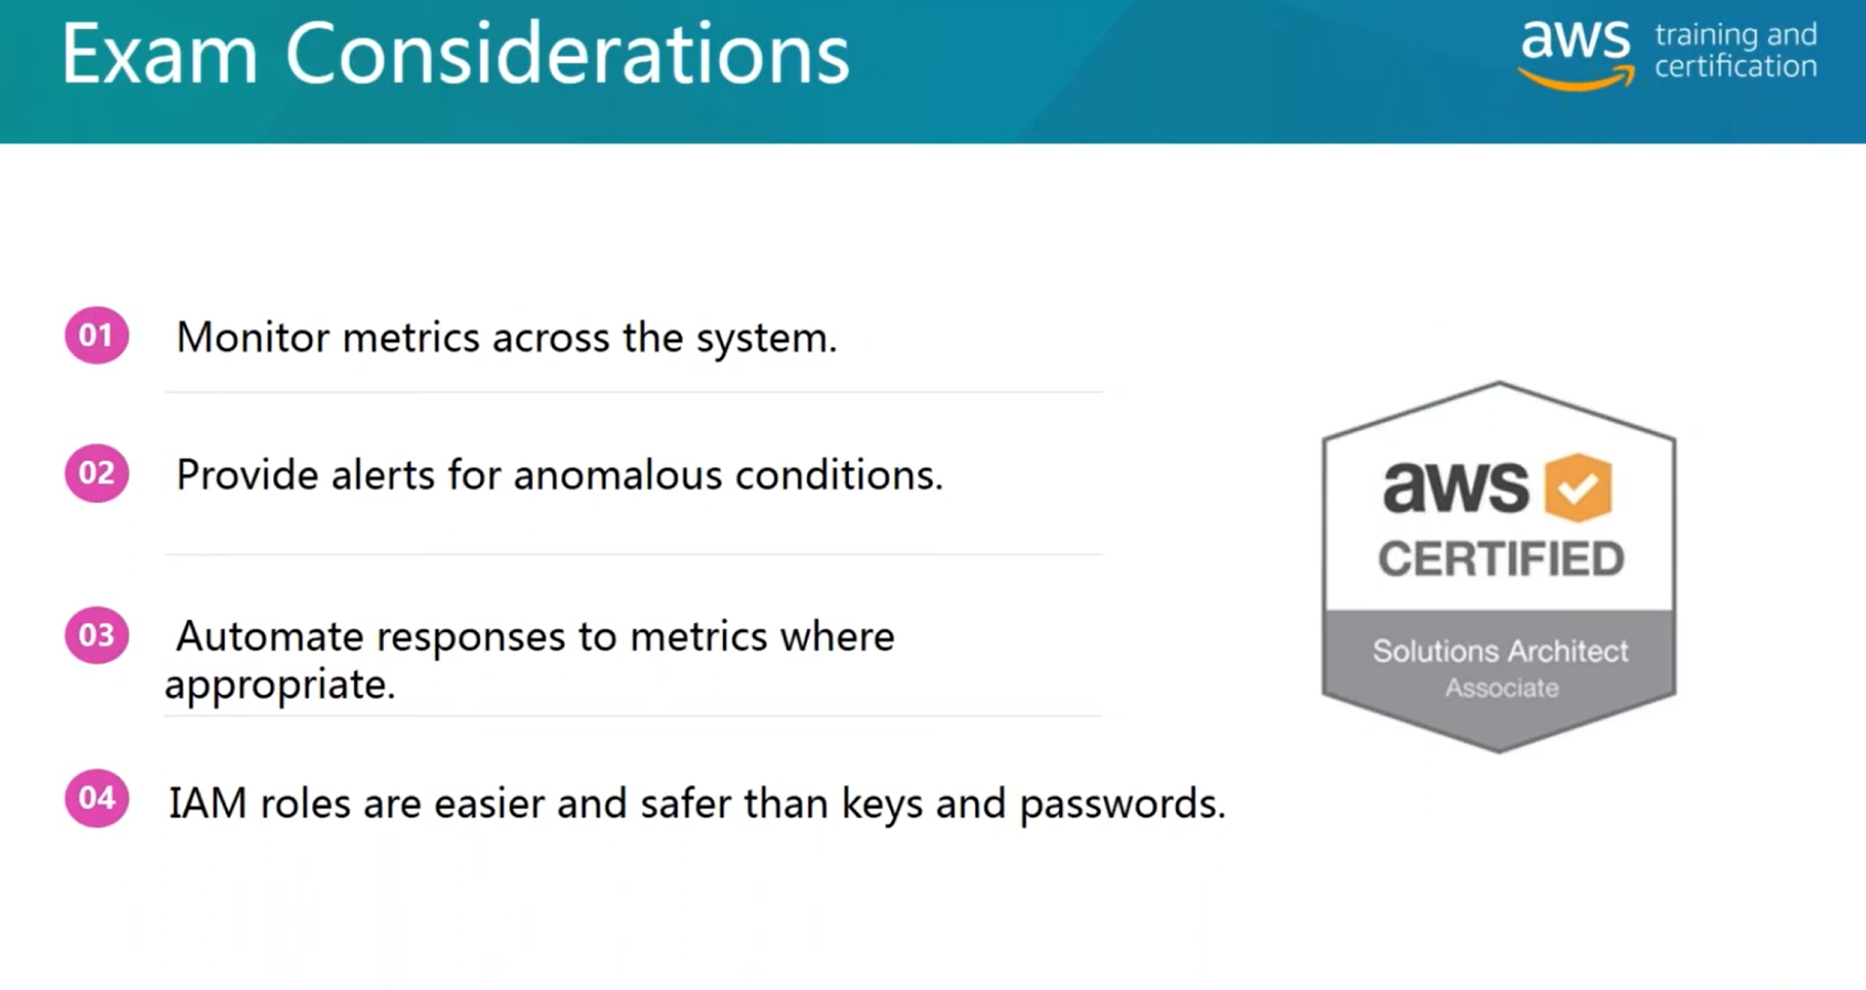 Exam Considerations
aws training and
certification
01 Monitor metrics across the system.
02 Provide alerts for anomalous conditions.
03 Automate responses to metrics where
appropriate.
04 IAM roles are easier and safer than keys and passwords.
aws
CERTIFIED
Solutions Architect
Associate